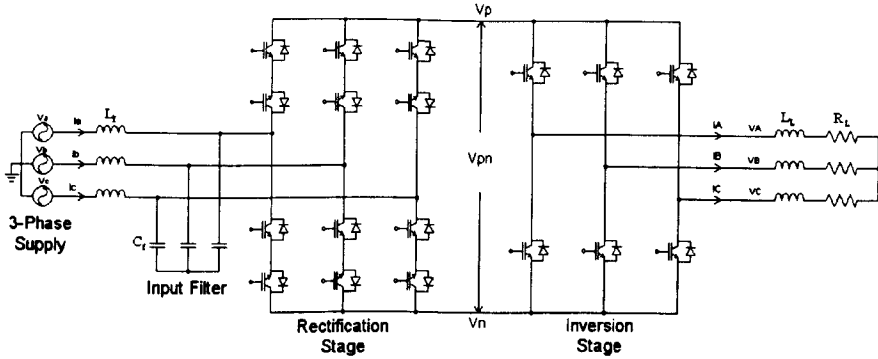 Vp
Va
Ia
Lf
Vb
Ib
Vc
Ic
3-Phase
Supply
Cf
Input Filter
Vpn
IA
VA
LL
RL
IB
VB
IC
VC
Vn
Rectification
Stage
Inversion
Stage